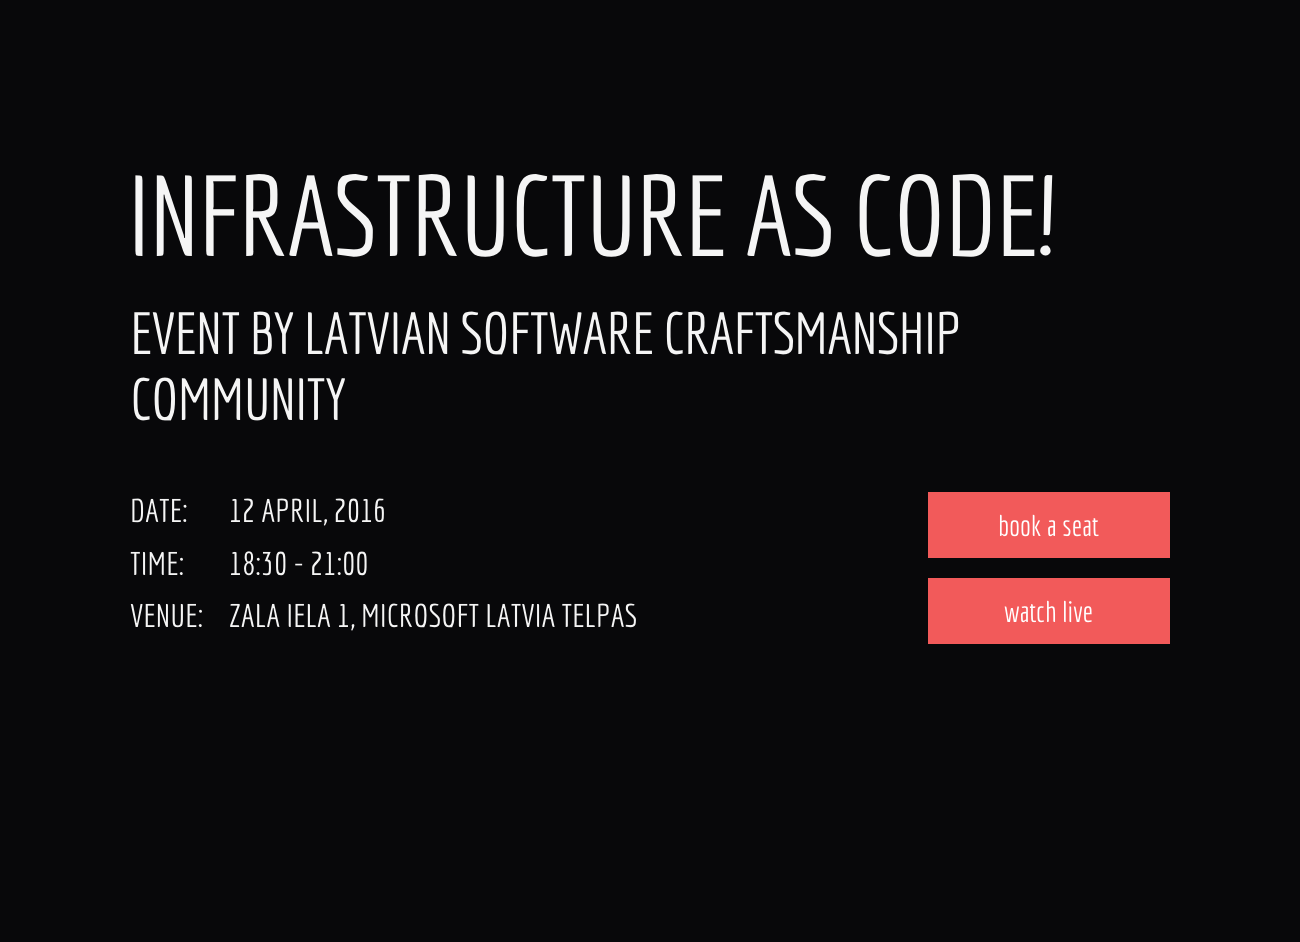 INFRASTRUCTURE AS CODE!
EVENT BY LATVIAN SOFTWARE CRAFTSMANSHIP
COMMUNITY
DATE: 12 APRIL, 2016
TIME: 18:30 - 21:00
VENUE: ZALA IELA 1, MICROSOFT LATVIA TELPAS
book a seat
watch live